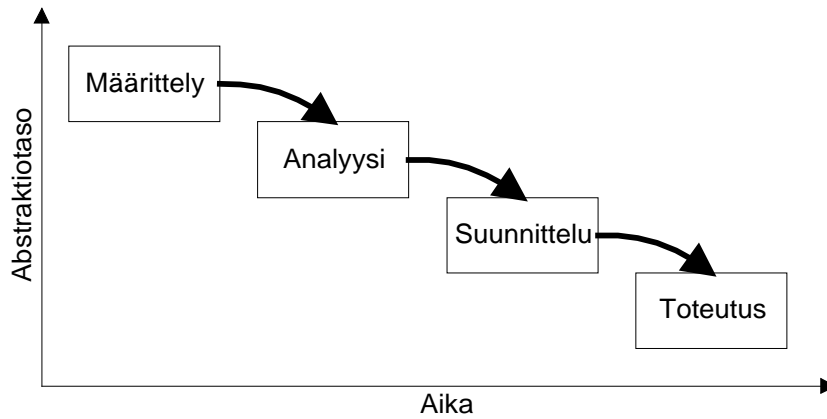 Määrittely
Analyysi
Suunnittelu
Toteutus
Abstraktiotaso
Aika